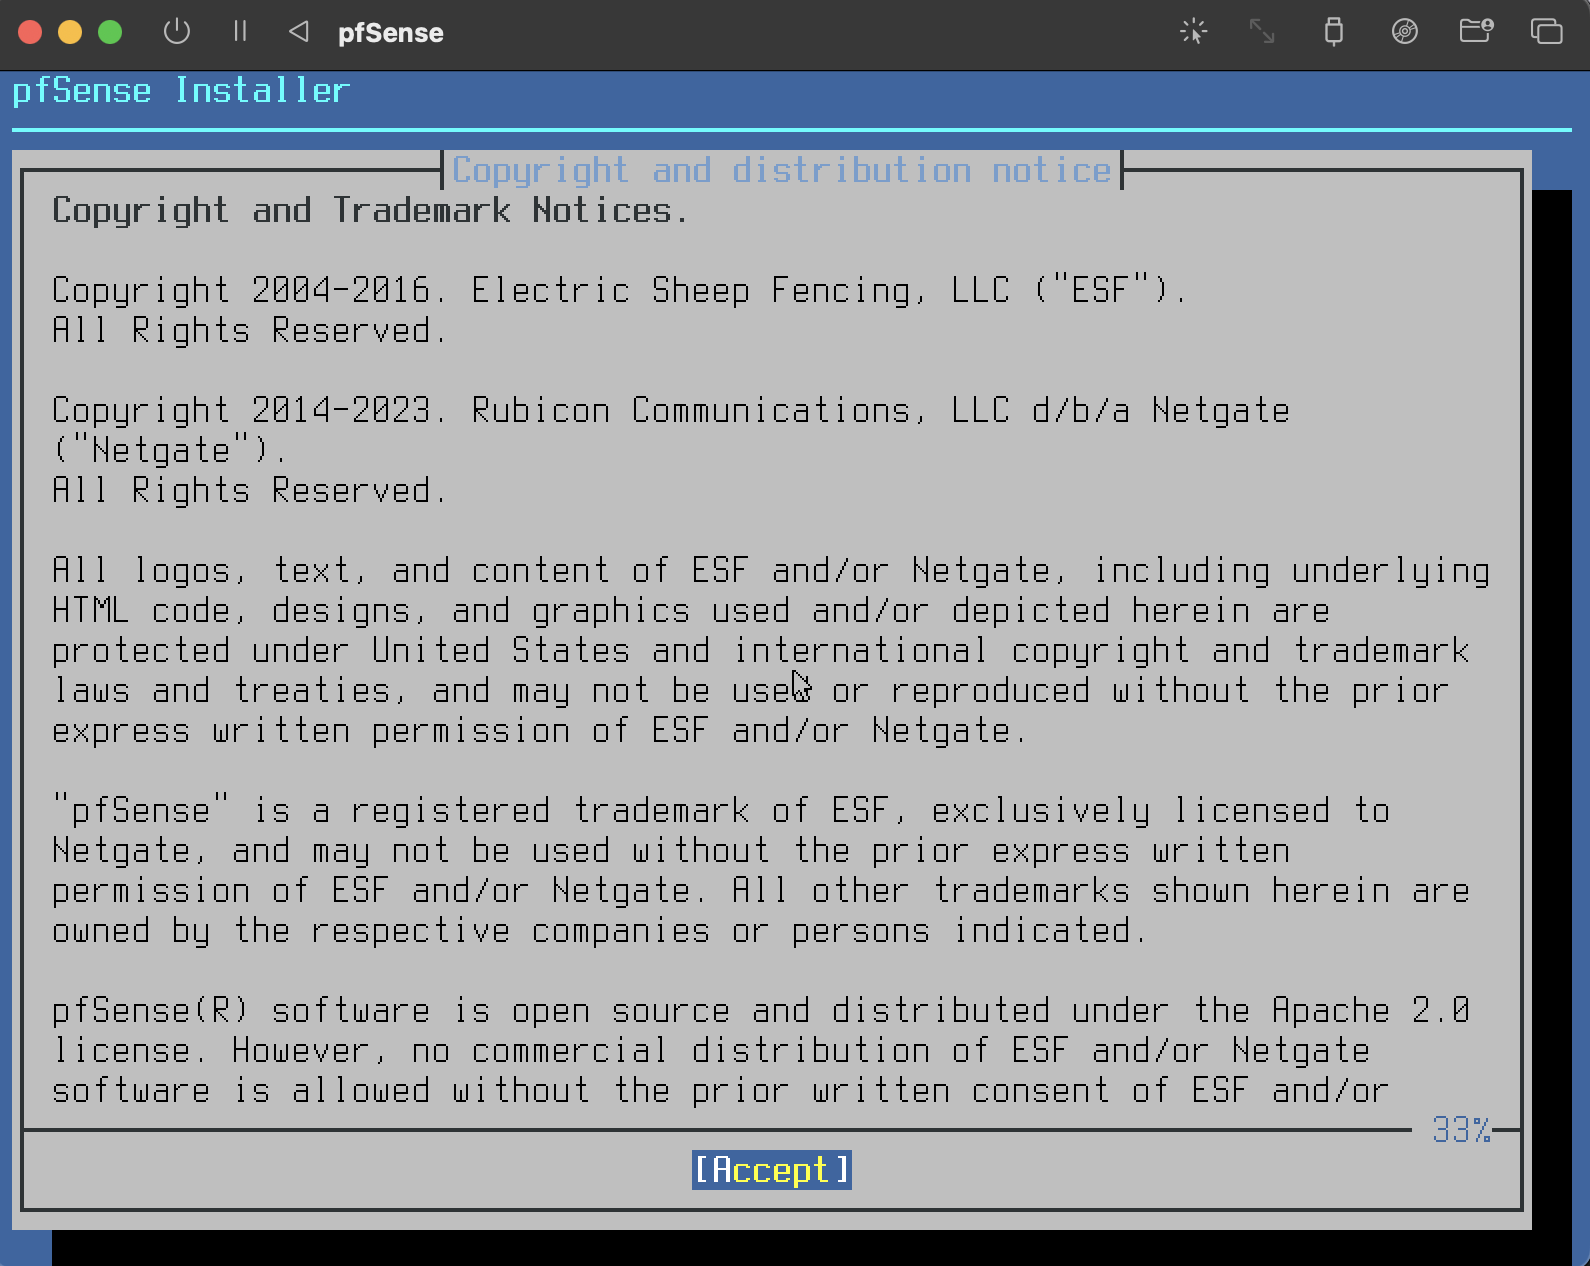 pfSense
pfSense Installer
Copyright and distribution notice
Copyright and Trademark Notices.
Copyright 2004-2016. Electric Sheep Fencing, LLC ("ESF").
All Rights Reserved.
Copyright 2014-2023. Rubicon Communications, LLC d/b/a Netgate
("Netgate").
All Rights Reserved.
All logos, text, and content of ESF and/or Netgate, including underlying
HTML code, designs, and graphics used and/or depicted herein are
protected under United States and international copyright and trademark
laws and treaties, and may not be used or reproduced without the prior
express written permission of ESF and/or Netgate.
"pfSense" is a registered trademark of ESF, exclusively licensed to
Netgate, and may not be used without the prior express written
permission of ESF and/or Netgate. All other trademarks shown herein are
owned by the respective companies or persons indicated.
pfSense(R) software is open source and distributed under the Apache 2.0
license. However, no commercial distribution of ESF and/or Netgate
software is allowed without the prior written consent of ESF and/or
33%
[Accept]